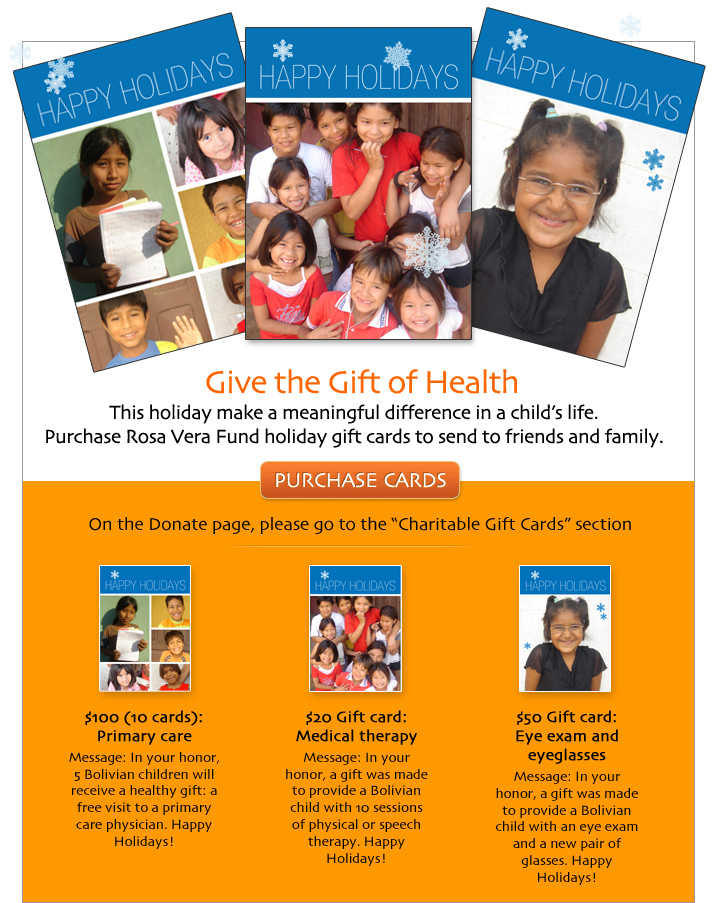 HAPPY HOLIDAYS
HAPPY HOLIDAYS
HAPPY HOLIDAYS
Give the Gift of Health
This holiday make a meaningful difference in a child's life.
Purchase Rosa Vera Fund holiday gift cards to send to friends and family.
PURCHASE CARDS
On the Donate page, please go to the "Charitable Gift Cards" section
HAPPY HOLIDAYS
HAPPY HOLIDAYS
HAPPY HOLIDAYS
$100 (10 cards):
Primary care
Message: In your honor,
5 Bolivian children will
receive a healthy gift: a
free visit to a primary
care physician. Happy
Holidays!
$20 Gift card:
Medical therapy
Message: In your
honor, a gift was made
to provide a Bolivian
child with 10 sessions
of physical or speech
therapy. Happy
Holidays!
$50 Gift card:
Eye exam and
eyeglasses
Message: In your
honor, a gift was made
to provide a Bolivian
child with an eye exam
and a new pair of
glasses. Happy
Holidays!